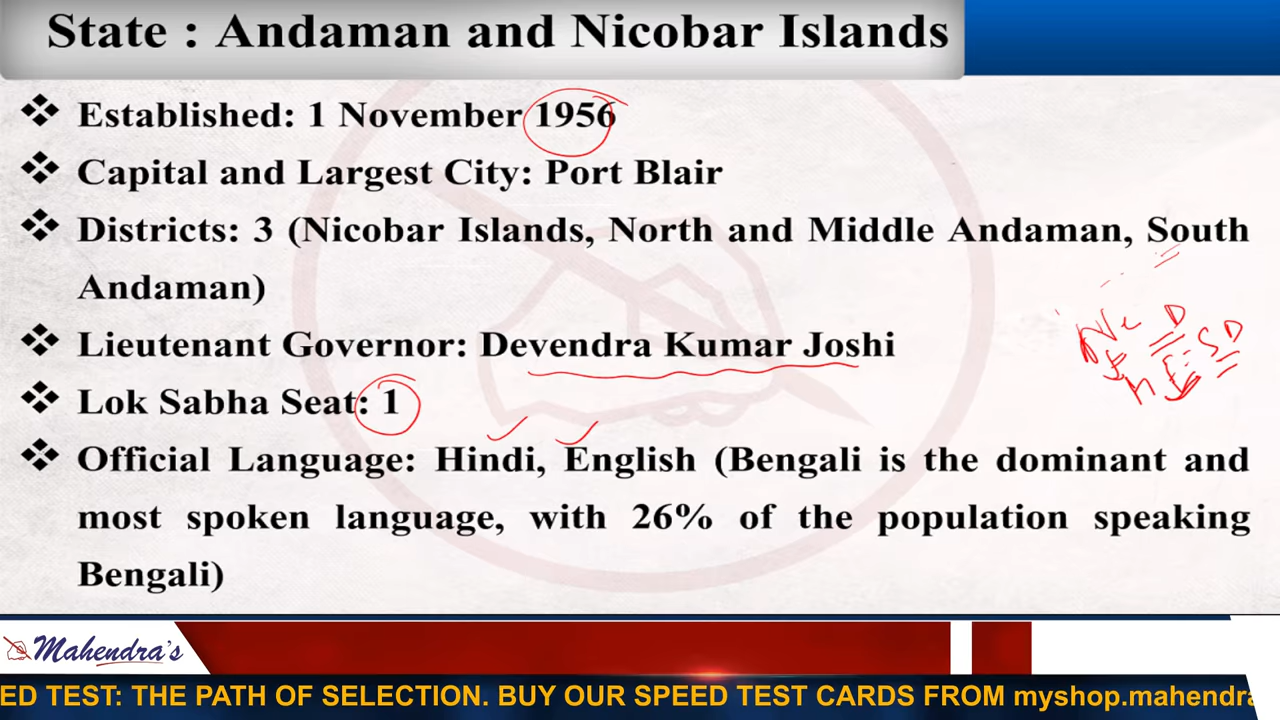 State : Andaman and Nicobar Islands
❖ Established: 1 November 1956
❖ Capital and Largest City: Port Blair
❖ Districts: 3 (Nicobar Islands, North and Middle Andaman, South
Andaman)
❖ Lieutenant Governor: Devendra Kumar Joshi
❖ Lok Sabha Seat: 1
❖ Official Language: Hindi, English (Bengali is the dominant and
most spoken language, with 26% of the population speaking
Bengali)
Mahendra's
ED TEST: THE PATH OF SELECTION. BUY OUR SPEED TEST CARDS FROM myshop.mahendra